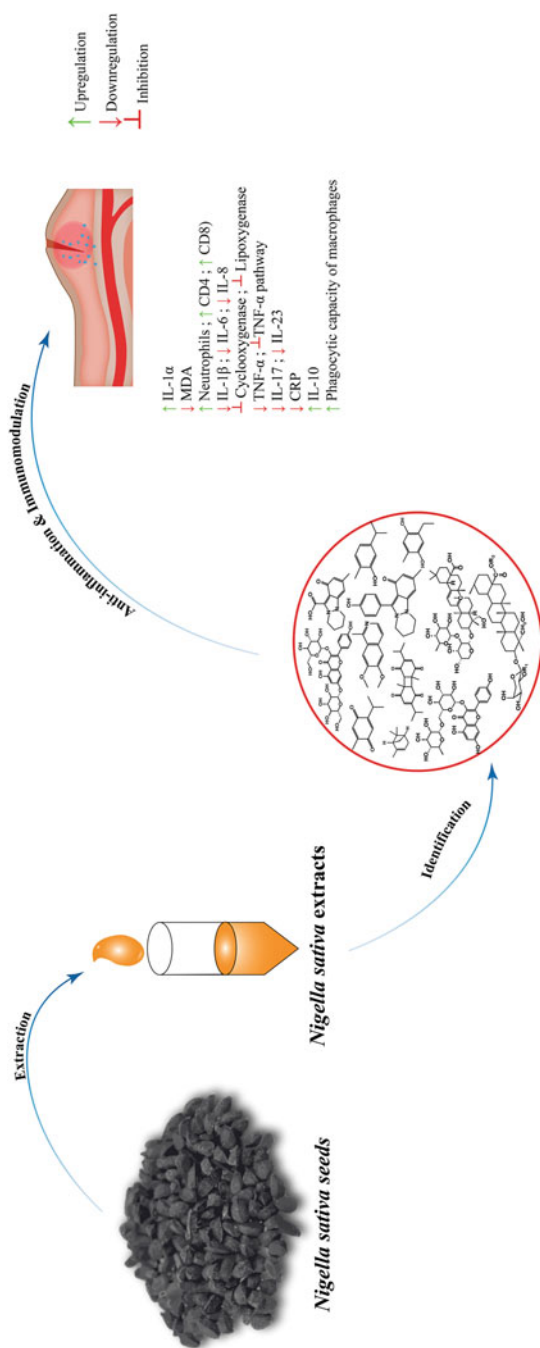 Nigella sativa seeds
Extraction
Nigella sativa extracts
Identification
Anti-inflammation & Immunomodulation
↑ IL-1α
↓ MDA
↑ Neutrophils ; ↑ CD4 ; ↑ CD8)
↓ IL-1β ; ↓ IL-6 ; ↓ IL-8
⊥ Cyclooxygenase ; ⊥ Lipoxygenase
↓ TNF-α ; ⊥ TNF-α pathway
↓ IL-17 ; ↓ IL-23
↓ CRP
↑ IL-10
↑ Phagocytic capacity of macrophages
↑ Upregulation
↓ Downregulation
⊥ Inhibition